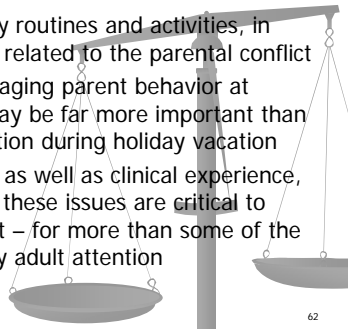 y routines and activities, in
related to the parental conflict
aging parent behavior at
ay be far more important than
tion during holiday vacation
as well as clinical experience,
these issues are critical to
t – for more than some of the
y adult attention
62